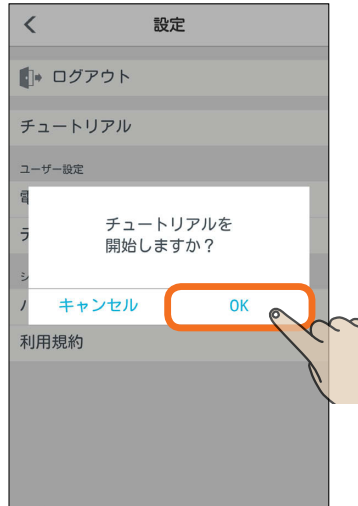 設定
ログアウト
チュートリアル
ユーザー設定
電
チュートリアルを
開始しますか？
キャンセル
OK
利用規約